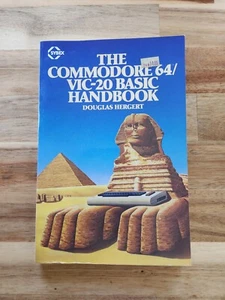 SYBEX
THE
COMMODORE 64/
VIC-20 BASIC
HANDBOOK
DOUGLAS HERGERT